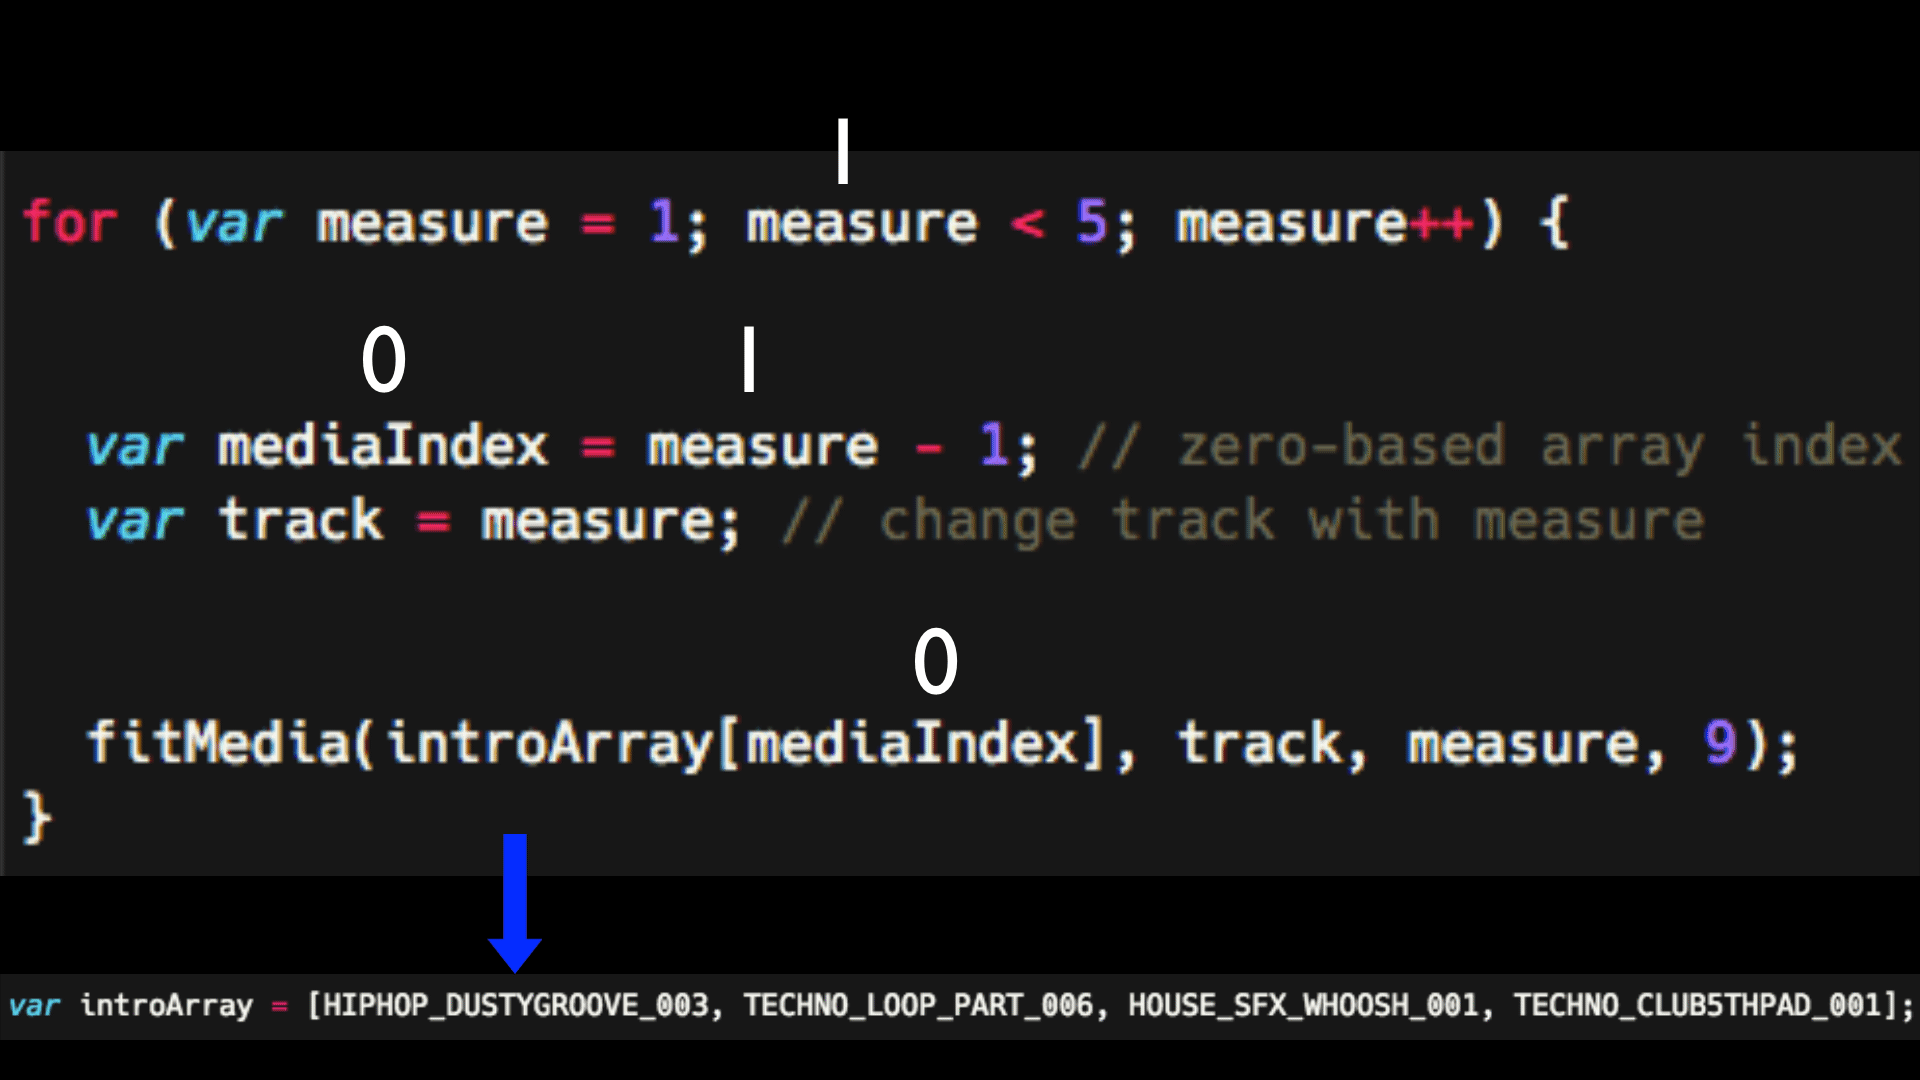 1
for (var measure = 1; measure < 5; measure++) {
0 1
var mediaIndex = measure - 1; // zero-based array index
var track = measure; // change track with measure
0
fitMedia(introArray[mediaIndex], track, measure, 9);
}
var introArray = [HIPHOP_DUSTYGROOVE_003, TECHNO_LOOP_PART_006, HOUSE_SFX_WHOOSH_001, TECHNO_CLUB5THPAD_001];